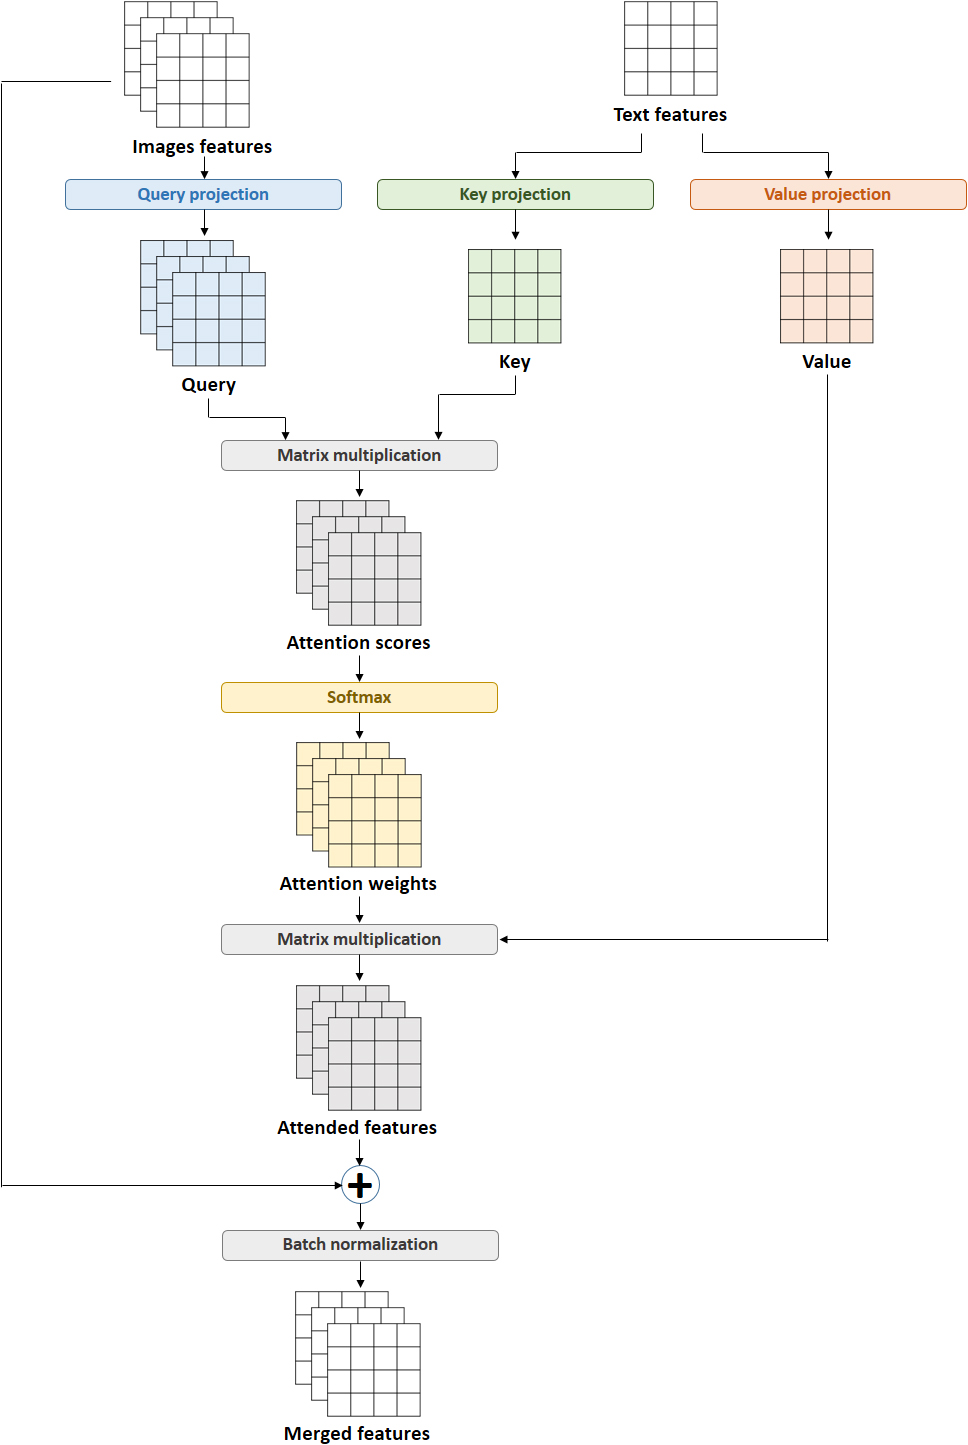 Images features
Text features
Query projection
Key projection
Value projection
Query
Key
Value
Matrix multiplication
Attention scores
Softmax
Attention weights
Matrix multiplication
Attended features
+
Batch normalization
Merged features